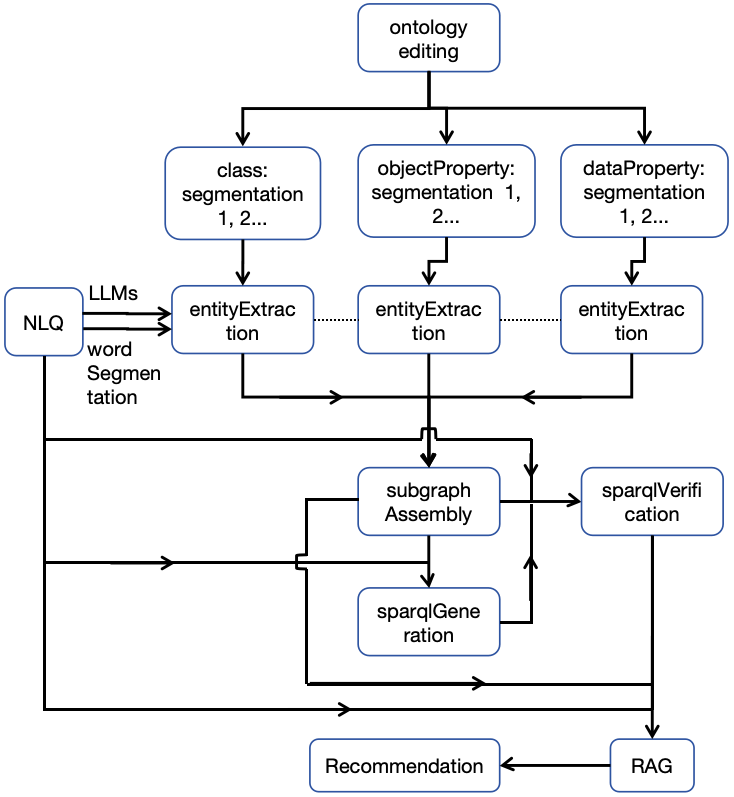 ontology
editing
class:
segmentation
1, 2...
objectProperty:
segmentation 1,
2...
dataProperty:
segmentation
1, 2...
NLQ
LLMs
word
Segmen
tation
entityExtrac
tion
entityExtrac
tion
entityExtrac
tion
subgraph
Assembly
sparqlVerifi
cation
sparqlGene
ration
Recommendation
RAG